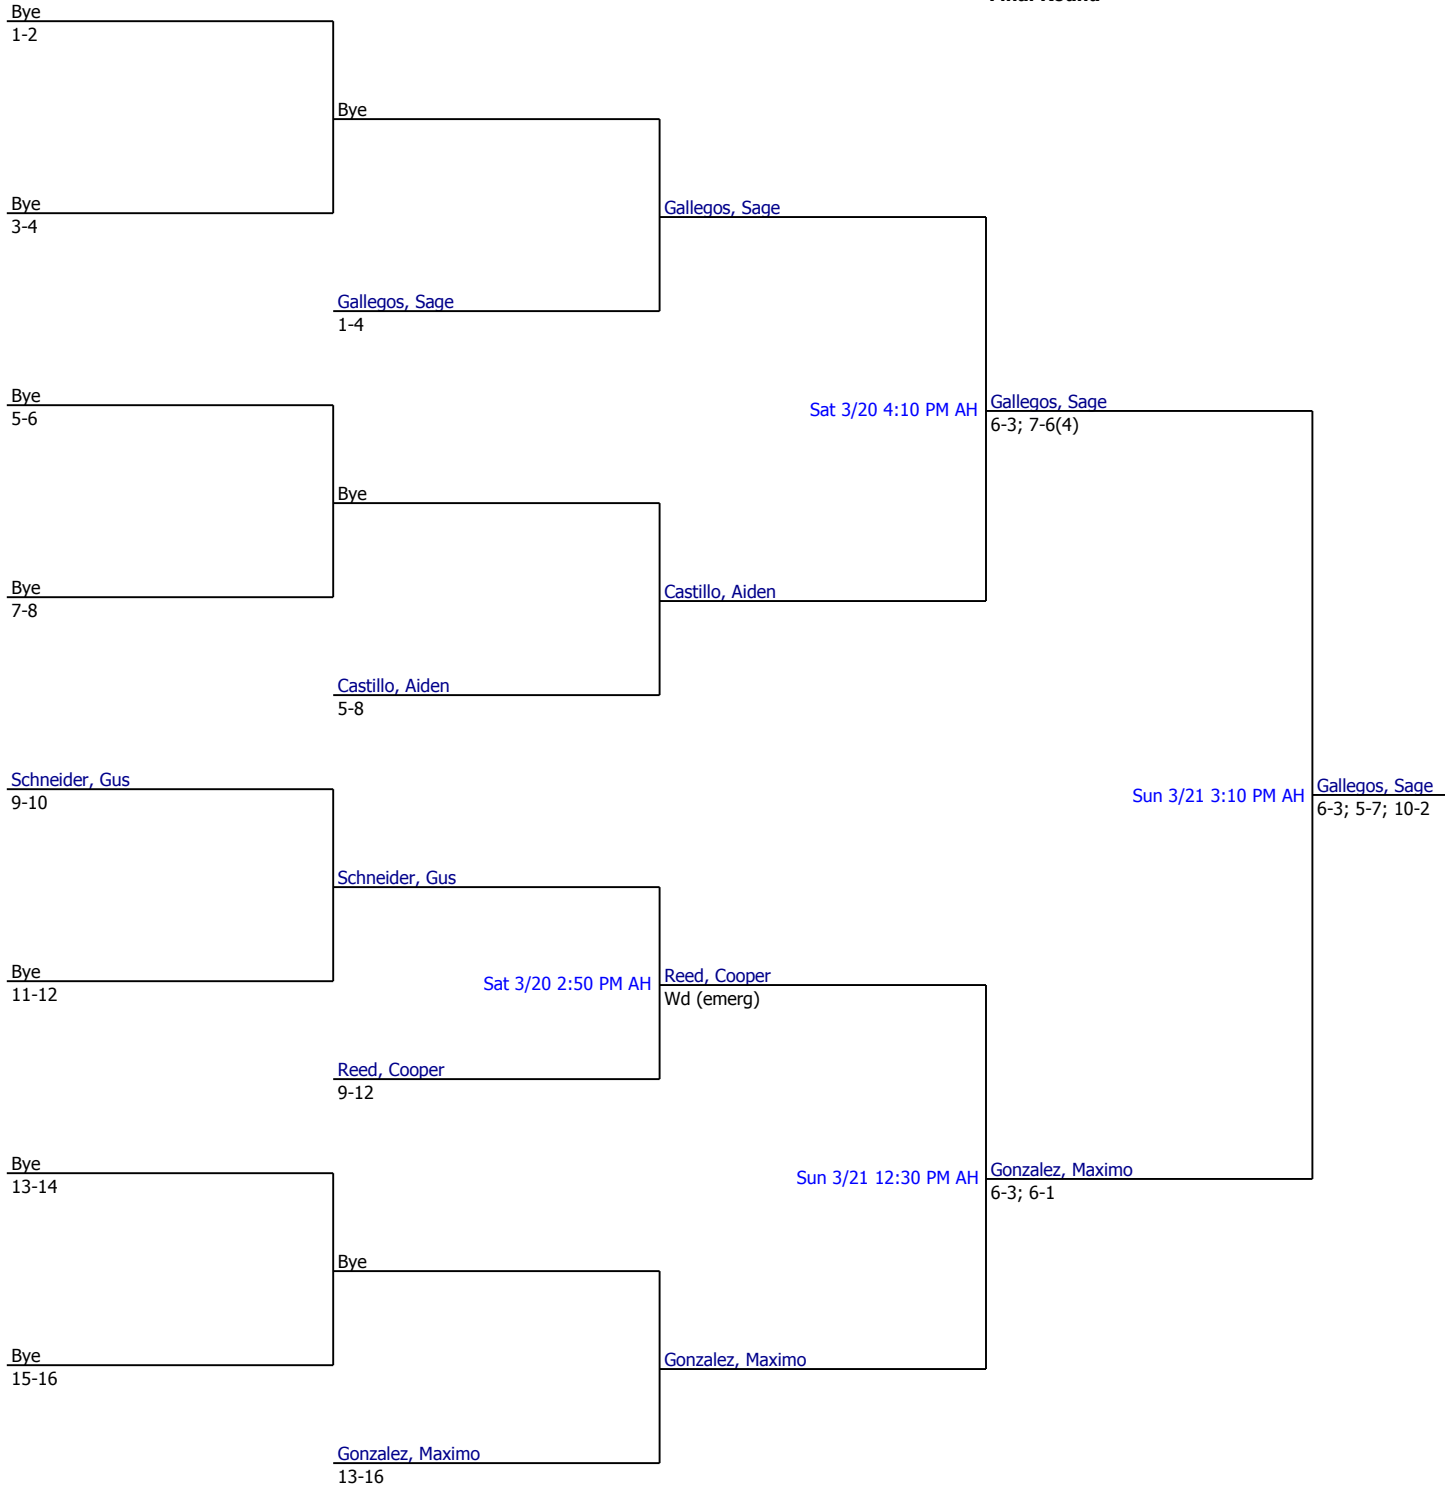 Final Round
Bye
1-2
Bye
Bye
3-4
Gallegos, Sage
Gallegos, Sage
1-4
Bye
5-6
Sat 3/20 4:10 PM AH
Gallegos, Sage
6-3; 7-6(4)
Bye
Bye
7-8
Castillo, Aiden
Castillo, Aiden
5-8
Schneider, Gus
9-10
Sun 3/21 3:10 PM AH
Gallegos, Sage
6-3; 5-7; 10-2
Schneider, Gus
Bye
11-12
Sat 3/20 2:50 PM AH
Reed, Cooper
Wd (emerg)
Reed, Cooper
9-12
Bye
13-14
Sun 3/21 12:30 PM AH
Gonzalez, Maximo
6-3; 6-1
Bye
Bye
15-16
Gonzalez, Maximo
Gonzalez, Maximo
13-16